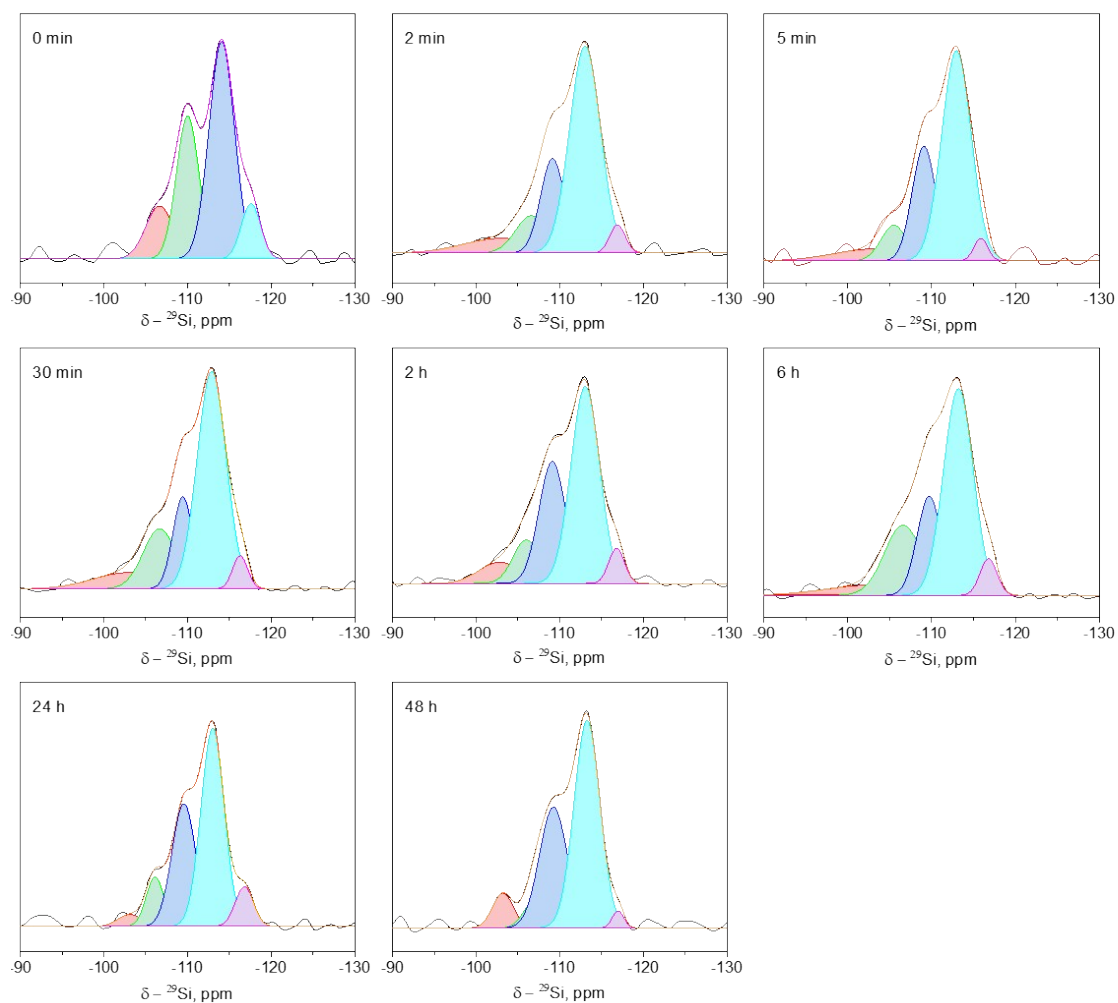 0 min
-90 -100 -110 -120 -130
δ – ²⁹Si, ppm
2 min
-90 -100 -110 -120 -130
δ – ²⁹Si, ppm
5 min
-90 -100 -110 -120 -130
δ – ²⁹Si, ppm
30 min
-90 -100 -110 -120 -130
δ – ²⁹Si, ppm
2 h
-90 -100 -110 -120 -130
δ – ²⁹Si, ppm
6 h
-90 -100 -110 -120 -130
δ – ²⁹Si, ppm
24 h
-90 -100 -110 -120 -130
δ – ²⁹Si, ppm
48 h
-90 -100 -110 -120 -130
δ – ²⁹Si, ppm